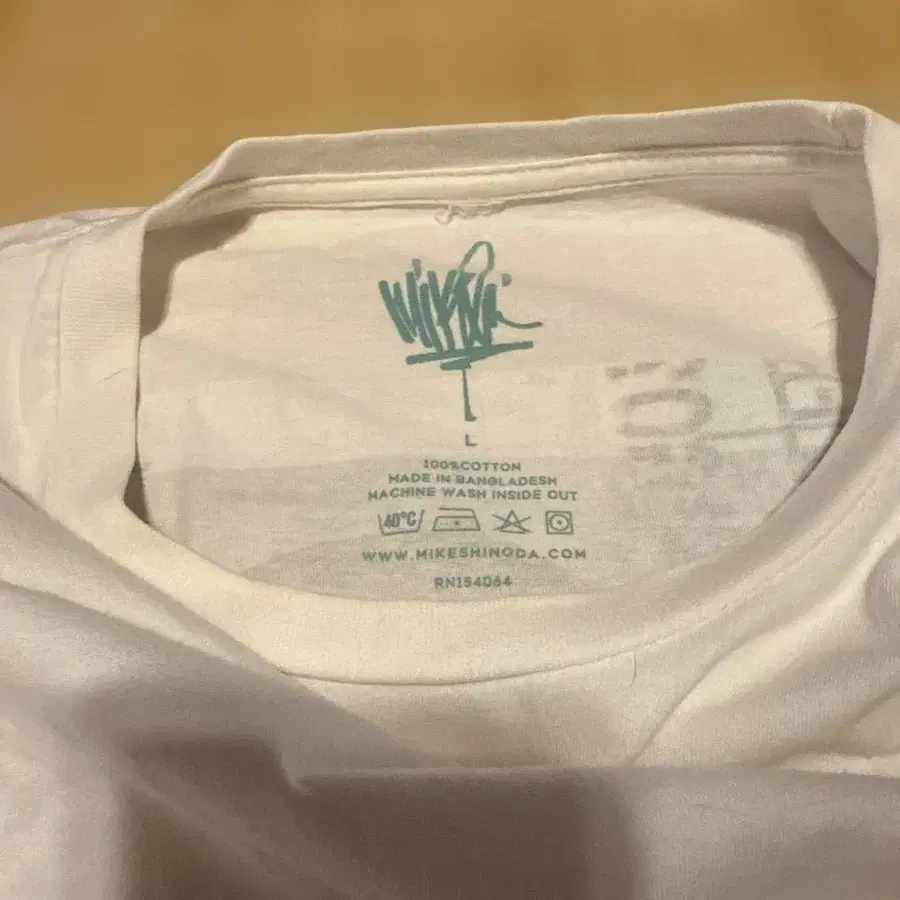 L
100%COTTON
MADE IN BANGLADESH
MACHINE WASH INSIDE OUT
40°C
WWW.MIKESHINODA.COM
RN154064